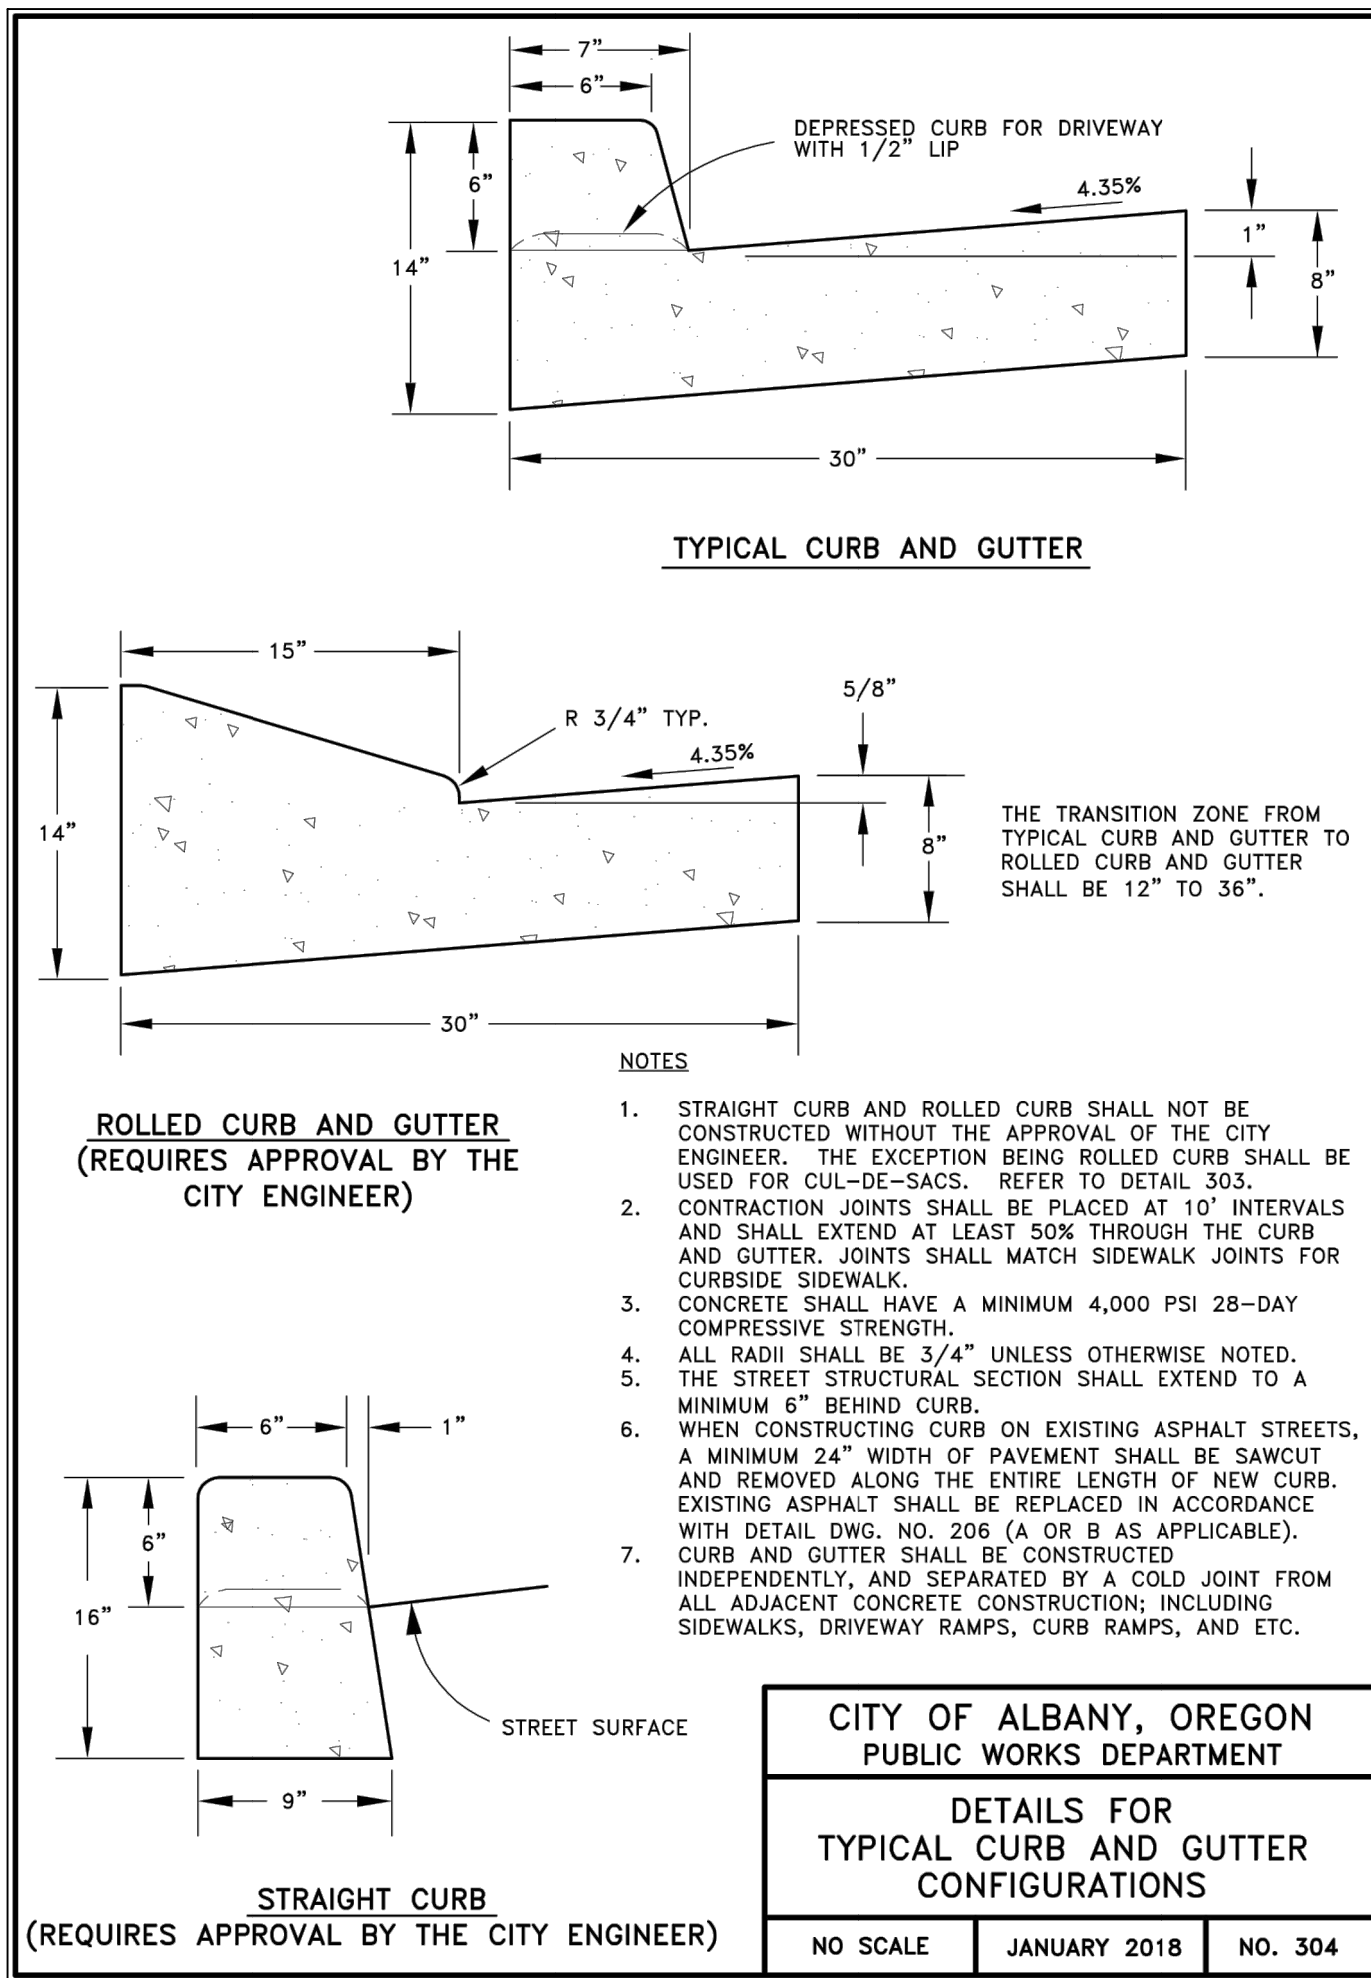 7”
6”
DEPRESSED CURB FOR DRIVEWAY
WITH 1/2” LIP
4.35%
6”
1”
14”
8”
30”
TYPICAL CURB AND GUTTER
15”
5/8”
R 3/4” TYP.
4.35%
14”
8”
THE TRANSITION ZONE FROM
TYPICAL CURB AND GUTTER TO
ROLLED CURB AND GUTTER
SHALL BE 12” TO 36”.
30”
ROLLED CURB AND GUTTER
(REQUIRES APPROVAL BY THE
CITY ENGINEER)
NOTES
1. STRAIGHT CURB AND ROLLED CURB SHALL NOT BE
CONSTRUCTED WITHOUT THE APPROVAL OF THE CITY
ENGINEER. THE EXCEPTION BEING ROLLED CURB SHALL BE
USED FOR CUL-DE-SACS. REFER TO DETAIL 303.
2. CONTRACTION JOINTS SHALL BE PLACED AT 10’ INTERVALS
AND SHALL EXTEND AT LEAST 50% THROUGH THE CURB
AND GUTTER. JOINTS SHALL MATCH SIDEWALK JOINTS FOR
CURBSIDE SIDEWALK.
3. CONCRETE SHALL HAVE A MINIMUM 4,000 PSI 28-DAY
COMPRESSIVE STRENGTH.
4. ALL RADII SHALL BE 3/4” UNLESS OTHERWISE NOTED.
5. THE STREET STRUCTURAL SECTION SHALL EXTEND TO A
MINIMUM 6” BEHIND CURB.
6. WHEN CONSTRUCTING CURB ON EXISTING ASPHALT STREETS,
A MINIMUM 24” WIDTH OF PAVEMENT SHALL BE SAWCUT
AND REMOVED ALONG THE ENTIRE LENGTH OF NEW CURB.
EXISTING ASPHALT SHALL BE REPLACED IN ACCORDANCE
WITH DETAIL DWG. NO. 206 (A OR B AS APPLICABLE).
7. CURB AND GUTTER SHALL BE CONSTRUCTED
INDEPENDENTLY, AND SEPARATED BY A COLD JOINT FROM
ALL ADJACENT CONCRETE CONSTRUCTION; INCLUDING
SIDEWALKS, DRIVEWAY RAMPS, CURB RAMPS, AND ETC.
6”
1”
6”
16”
STREET SURFACE
9”
STRAIGHT CURB
(REQUIRES APPROVAL BY THE CITY ENGINEER)
CITY OF ALBANY, OREGON
PUBLIC WORKS DEPARTMENT
DETAILS FOR
TYPICAL CURB AND GUTTER
CONFIGURATIONS
NO SCALE
JANUARY 2018
NO. 304